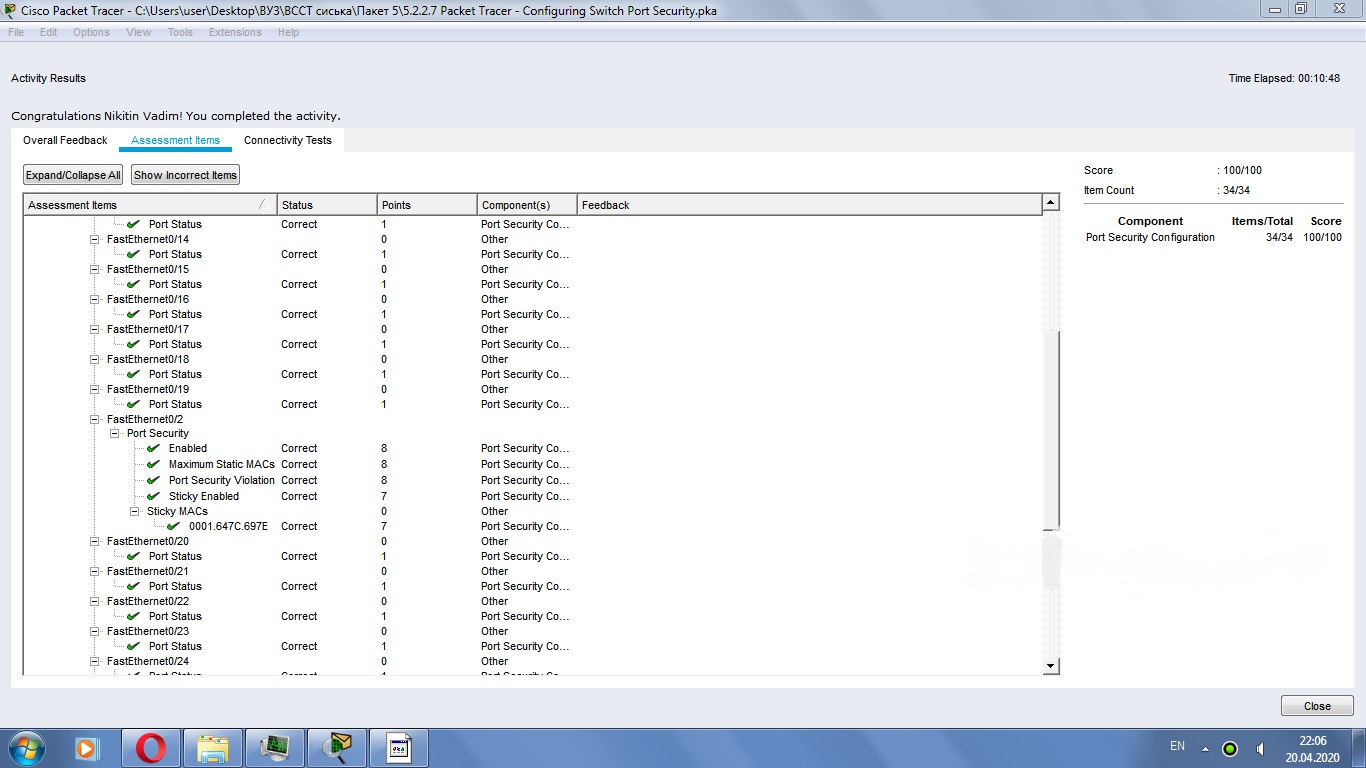 Cisco Packet Tracer - C:\Users\user\Desktop\ВУЗ\ВССТ сиська\Пакет 5\5.2.2.7 Packet Tracer - Configuring Switch Port Security.pka
File Edit Options View Tools Extensions Help
Activity Results
Time Elapsed: 00:10:48
Congratulations Nikitin Vadim! You completed the activity.
Overall Feedback Assessment Items Connectivity Tests
Expand/Collapse All Show Incorrect Items
Assessment Items Status Points Component(s) Feedback
Port Status Correct 1 Port Security Co...
FastEthernet0/14 0 Other
Port Status Correct 1 Port Security Co...
FastEthernet0/15 0 Other
Port Status Correct 1 Port Security Co...
FastEthernet0/16 0 Other
Port Status Correct 1 Port Security Co...
FastEthernet0/17 0 Other
Port Status Correct 1 Port Security Co...
FastEthernet0/18 0 Other
Port Status Correct 1 Port Security Co...
FastEthernet0/19 0 Other
Port Status Correct 1 Port Security Co...
FastEthernet0/2
Port Security
Enabled Correct 8 Port Security Co...
Maximum Static MACs Correct 8 Port Security Co...
Port Security Violation Correct 8 Port Security Co...
Sticky Enabled Correct 7 Port Security Co...
Sticky MACs 0 Other
0001.647C.697E Correct 7 Port Security Co...
FastEthernet0/20 0 Other
Port Status Correct 1 Port Security Co...
FastEthernet0/21 0 Other
Port Status Correct 1 Port Security Co...
FastEthernet0/22 0 Other
Port Status Correct 1 Port Security Co...
FastEthernet0/23 0 Other
Port Status Correct 1 Port Security Co...
FastEthernet0/24 0 Other
Port Status Correct 1 Port Security Co...
Score : 100/100
Item Count : 34/34
Component Items/Total Score
Port Security Configuration 34/34 100/100
Close
EN
22:06
20.04.2020